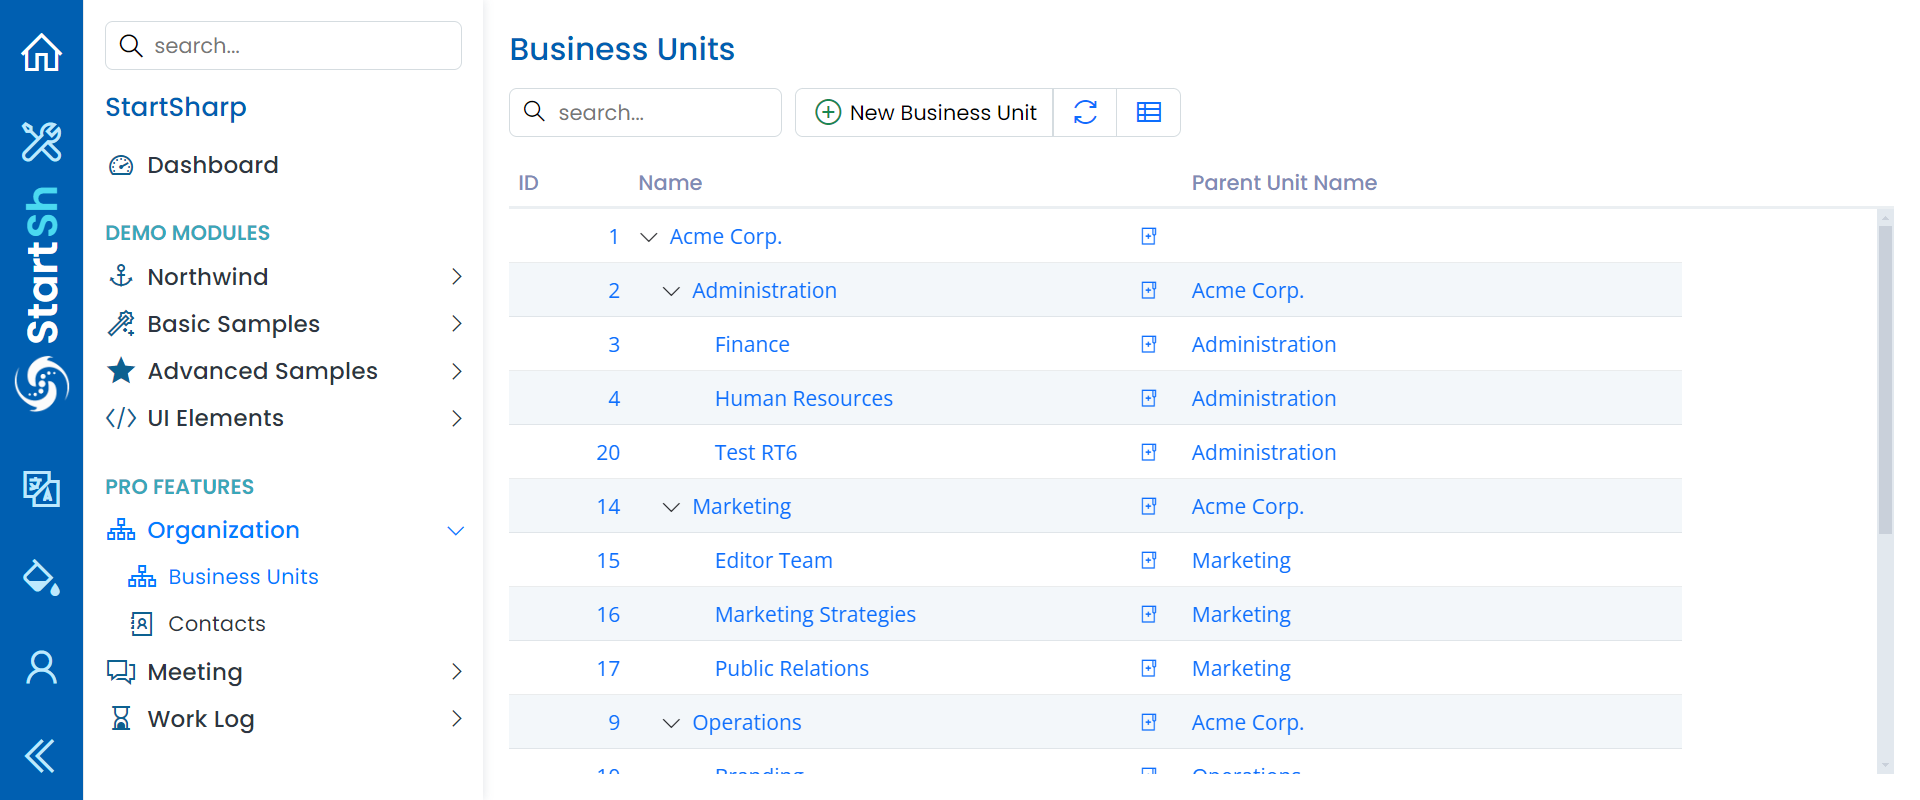 StartSh
search...
StartSharp
Dashboard
DEMO MODULES
Northwind
Basic Samples
Advanced Samples
UI Elements
PRO FEATURES
Organization
Business Units
Contacts
Meeting
Work Log
Business Units
search...
New Business Unit
ID Name Parent Unit Name
1 Acme Corp.
2 Administration Acme Corp.
3 Finance Administration
4 Human Resources Administration
20 Test RT6 Administration
14 Marketing Acme Corp.
15 Editor Team Marketing
16 Marketing Strategies Marketing
17 Public Relations Marketing
9 Operations Acme Corp.
10 Branding Operations